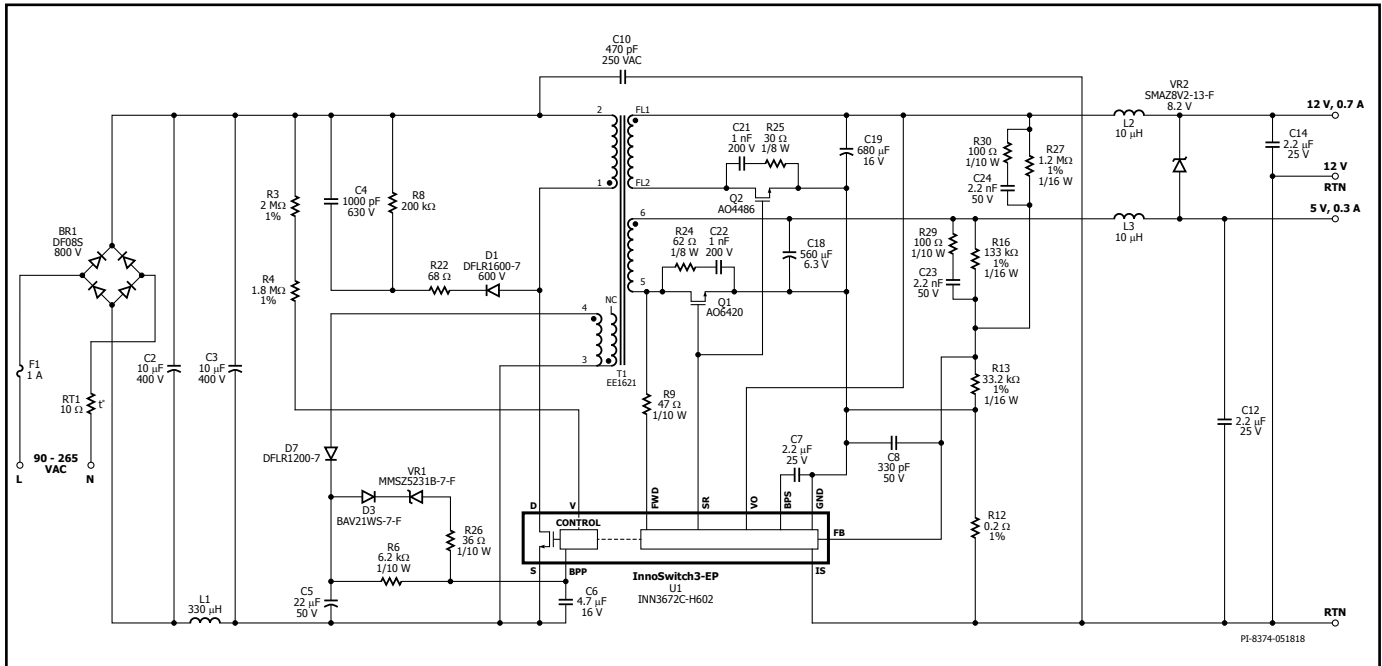 C10
470 pF
250 VAC
VR2
SMAZ8V2-13-F
8.2 V
12 V, 0.7 A
2
FL1
L2
10 μH
C14
2.2 μF
25 V
C21
1 nF
200 V
R25
30 Ω
1/8 W
C19
680 μF
16 V
R30
100 Ω
1/10 W
R27
1.2 MΩ
1%
1/16 W
C24
2.2 nF
50 V
12 V
RTN
R3
2 MΩ
1%
C4
1000 pF
630 V
R8
200 kΩ
1
FL2
Q2
AO4486
6
5 V, 0.3 A
L3
10 μH
BR1
DF08S
800 V
R4
1.8 MΩ
1%
R22
68 Ω
D1
DFLR1600-7
600 V
R24
62 Ω
1/8 W
C22
1 nF
200 V
C18
560 μF
6.3 V
R29
100 Ω
1/10 W
C23
2.2 nF
50 V
R16
133 kΩ
1%
1/16 W
5
Q1
AO6420
NC
4
3
T1
EE1621
F1
1 A
RT1
10 Ω
t°
C2
10 μF
400 V
C3
10 μF
400 V
R9
47 Ω
1/10 W
R13
33.2 kΩ
1%
1/16 W
C12
2.2 μF
25 V
90 - 265
VAC
L
N
D7
DFLR1200-7
VR1
MMSZ5231B-7-F
D3
BAV21WS-7-F
C7
2.2 μF
25 V
C8
330 pF
50 V
R26
36 Ω
1/10 W
R6
6.2 kΩ
1/10 W
D
V
FWD
SR
VO
BPS
GND
CONTROL
FB
R12
0.2 Ω
1%
S
BPP
IS
InnoSwitch3-EP
U1
INN3672C-H602
C5
22 μF
50 V
C6
4.7 μF
16 V
L1
330 μH
RTN
PI-8374-051818